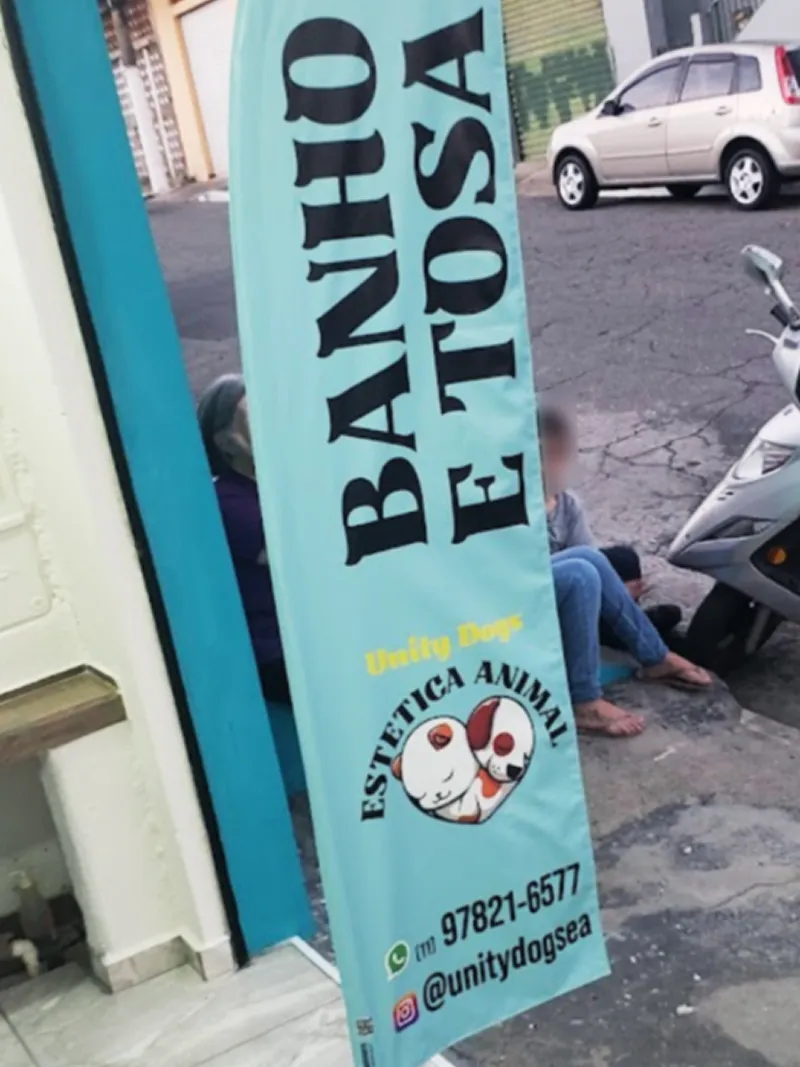 BANHO
E TOSA
Unity Dogs
ESTETICA ANIMAL
(11) 97821-6577
@unitydogsea